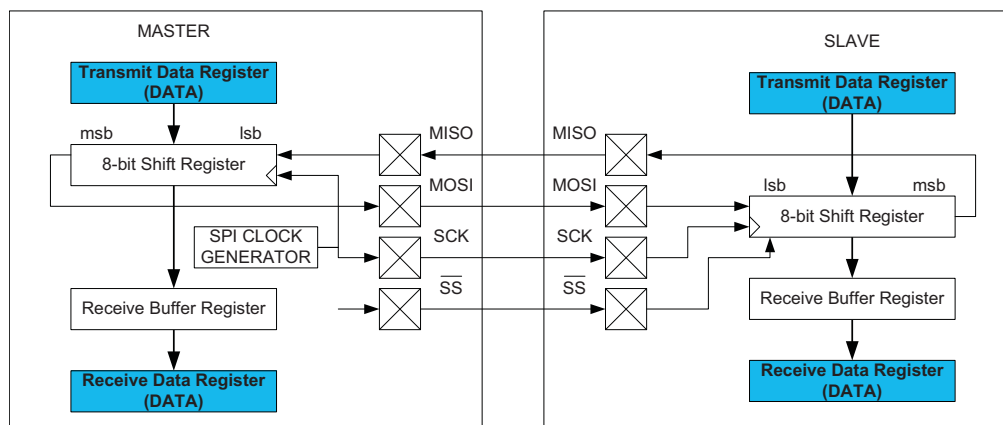 MASTER
Transmit Data Register
(DATA)
msb
lsb
8-bit Shift Register
SPI CLOCK
GENERATOR
Receive Buffer Register
Receive Data Register
(DATA)
MISO
MOSI
SCK
SS
SLAVE
MISO
MOSI
SCK
SS
Transmit Data Register
(DATA)
lsb
msb
8-bit Shift Register
Receive Buffer Register
Receive Data Register
(DATA)